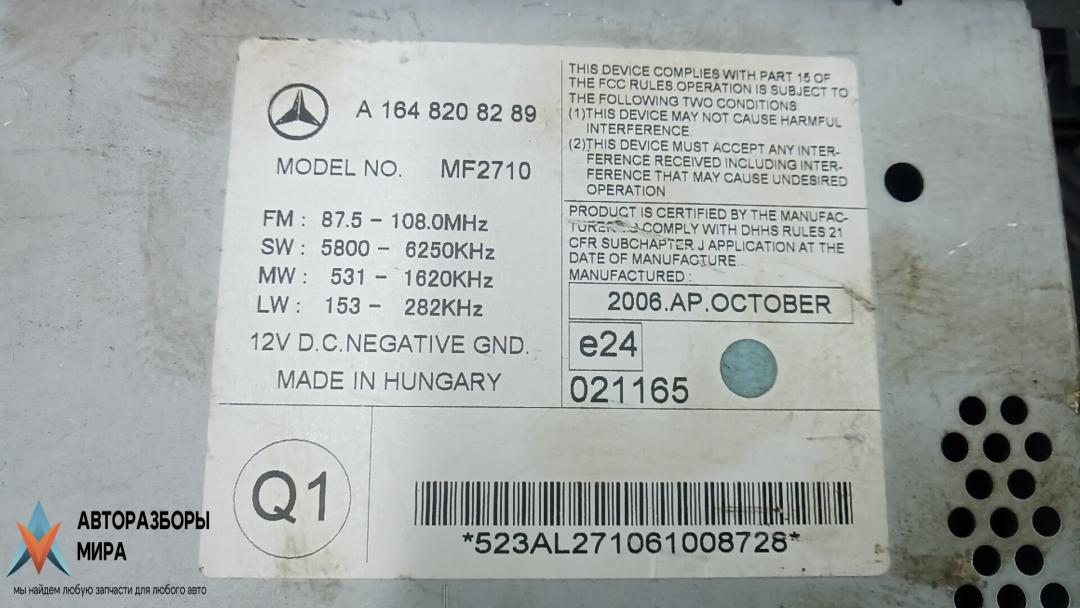 A 164 820 82 89
MODEL NO. MF2710
FM : 87.5 - 108.0MHz
SW : 5800 - 6250KHz
MW : 531 - 1620KHz
LW : 153 - 282KHz
12V D.C.NEGATIVE GND.
MADE IN HUNGARY
THIS DEVICE COMPLIES WITH PART 15 OF
THE FCC RULES.OPERATION IS SUBJECT TO
THE FOLLOWING TWO CONDITIONS
(1)THIS DEVICE MAY NOT CAUSE HARMFUL
INTERFERENCE.
(2)THIS DEVICE MUST ACCEPT ANY INTER-
FERENCE RECEIVED INCLUDING INTER-
FERENCE THAT MAY CAUSE UNDESIRED
OPERATION
PRODUCT IS CERTIFIED BY THE MANUFAC-
COMPLY WITH DHHS RULES 21
CFR SUBCHAPTER J APPLICATION AT THE
DATE OF MANUFACTURE.
MANUFACTURED :
2006.AP.OCTOBER
e24
021165
Q1
*523AL271061008728*
АВТОРАЗБОРЫ
МИРА
мы найдем любую запчасти для любого авто